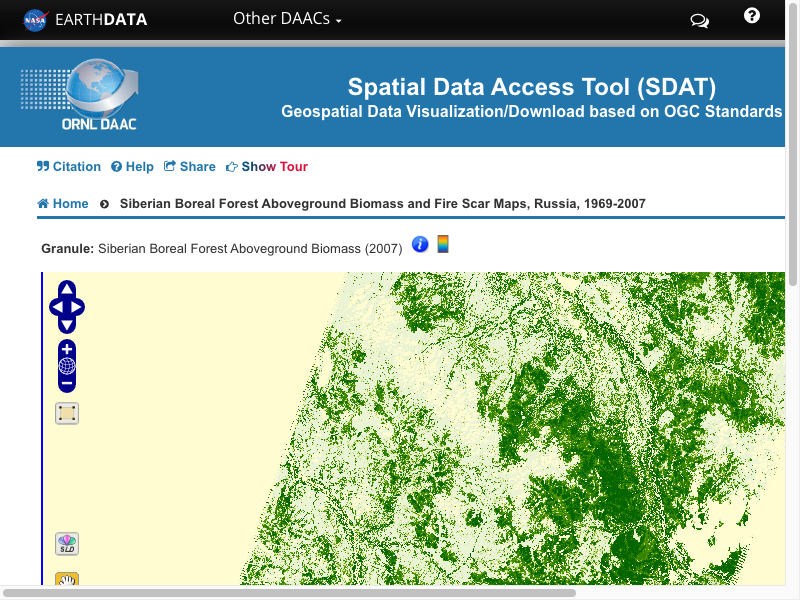 NASA EARTHDATA Other DAACs
Spatial Data Access Tool (SDAT)
Geospatial Data Visualization/Download based on OGC Standards
ORNL DAAC
Citation Help Share Show Tour
Home Siberian Boreal Forest Aboveground Biomass and Fire Scar Maps, Russia, 1969-2007
Granule: Siberian Boreal Forest Aboveground Biomass (2007)
SLD